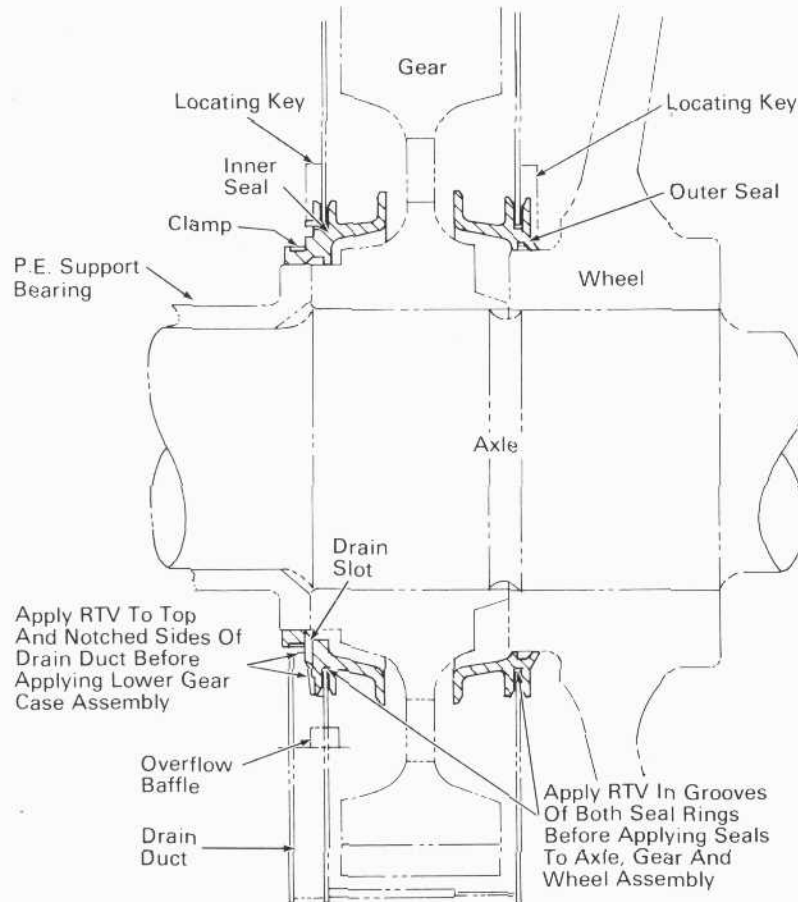 Gear
Locating Key
Locating Key
Inner
Seal
Outer Seal
Clamp
P.E. Support
Bearing
Wheel
Axle
Drain
Slot
Apply RTV To Top
And Notched Sides Of
Drain Duct Before
Applying Lower Gear
Case Assembly
Overflow
Baffle
Drain
Duct
Apply RTV In Grooves
Of Both Seal Rings
Before Applying Seals
To Axle, Gear And
Wheel Assembly